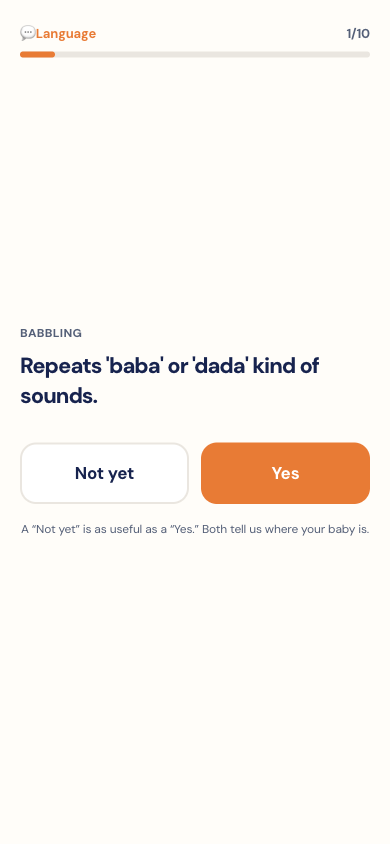 💬Language
1/10
BABBLING
Repeats 'baba' or 'dada' kind of
sounds.
Not yet
Yes
A “Not yet” is as useful as a “Yes.” Both tell us where your baby is.